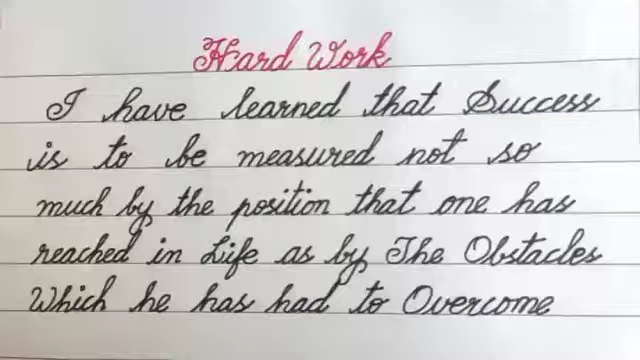 Hard Work
I have learned that Success
is to be measured not so
much by the position that one has
reached in Life as by The Obstacles
Which he has had to Overcome